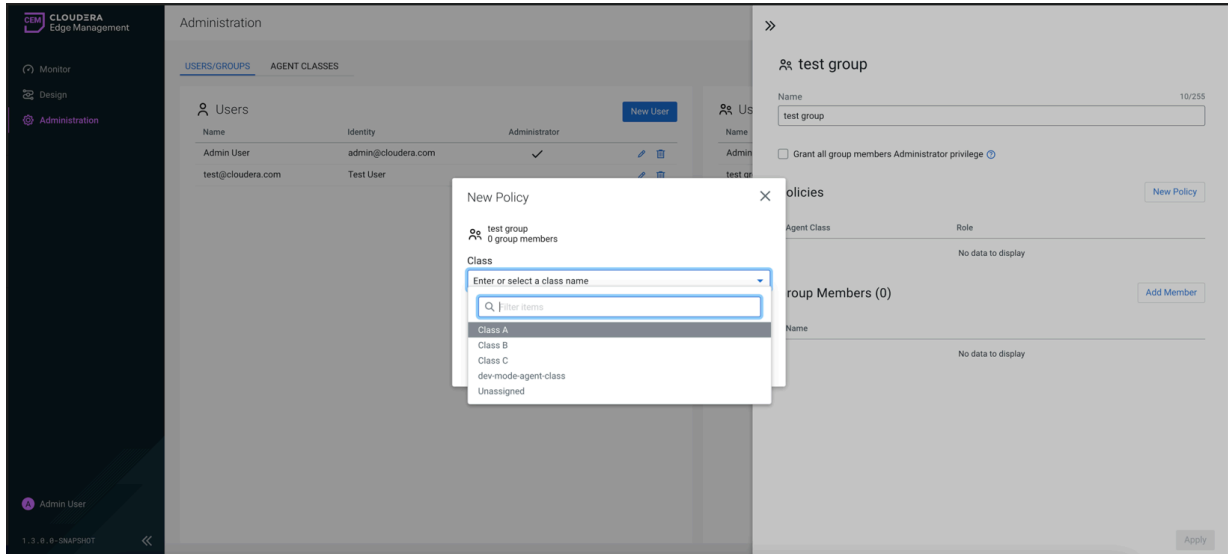 CEM
CLOUDERA
Edge Management
Monitor
Design
Administration
A Admin User
1.3.0.0-SNAPSHOT
Administration
USERS/GROUPS AGENT CLASSES
Users
New User
Name Identity Administrator
Admin User admin@cloudera.com
test@cloudera.com Test User
Us
Name
Admin
test gr
New Policy
test group
0 group members
Class
Enter or select a class name
Filter items
Class A
Class B
Class C
dev-mode-agent-class
Unassigned
test group
Name 10/255
test group
Grant all group members Administrator privilege
olicies
New Policy
Agent Class Role
No data to display
roup Members (0)
Add Member
Name
No data to display
Apply